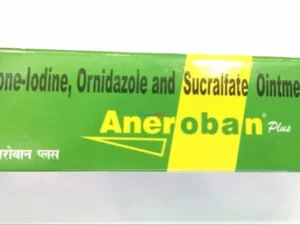 one-Iodine, Ornidazole and Sucralfate Ointme
Aneroban Plus
रोबान प्लस